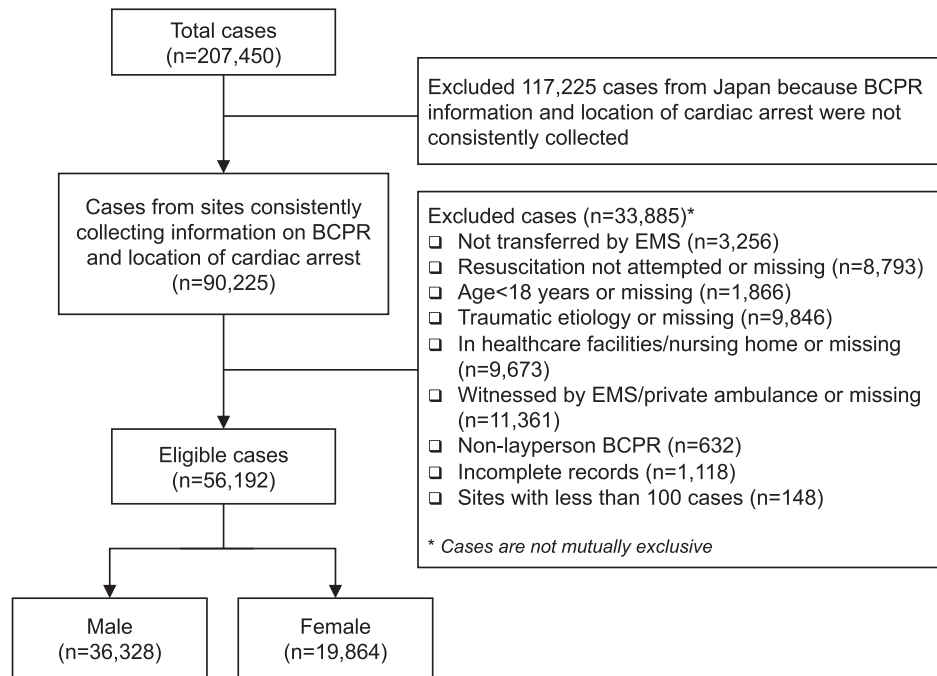 Total cases
(n=207,450)
Excluded 117,225 cases from Japan because BCPR
information and location of cardiac arrest were not
consistently collected
Cases from sites consistently
collecting information on BCPR
and location of cardiac arrest
(n=90,225)
Excluded cases (n=33,885)*
❑ Not transferred by EMS (n=3,256)
❑ Resuscitation not attempted or missing (n=8,793)
❑ Age<18 years or missing (n=1,866)
❑ Traumatic etiology or missing (n=9,846)
❑ In healthcare facilities/nursing home or missing
(n=9,673)
❑ Witnessed by EMS/private ambulance or missing
(n=11,361)
❑ Non-layperson BCPR (n=632)
❑ Incomplete records (n=1,118)
❑ Sites with less than 100 cases (n=148)
* Cases are not mutually exclusive
Eligible cases
(n=56,192)
Male
(n=36,328)
Female
(n=19,864)